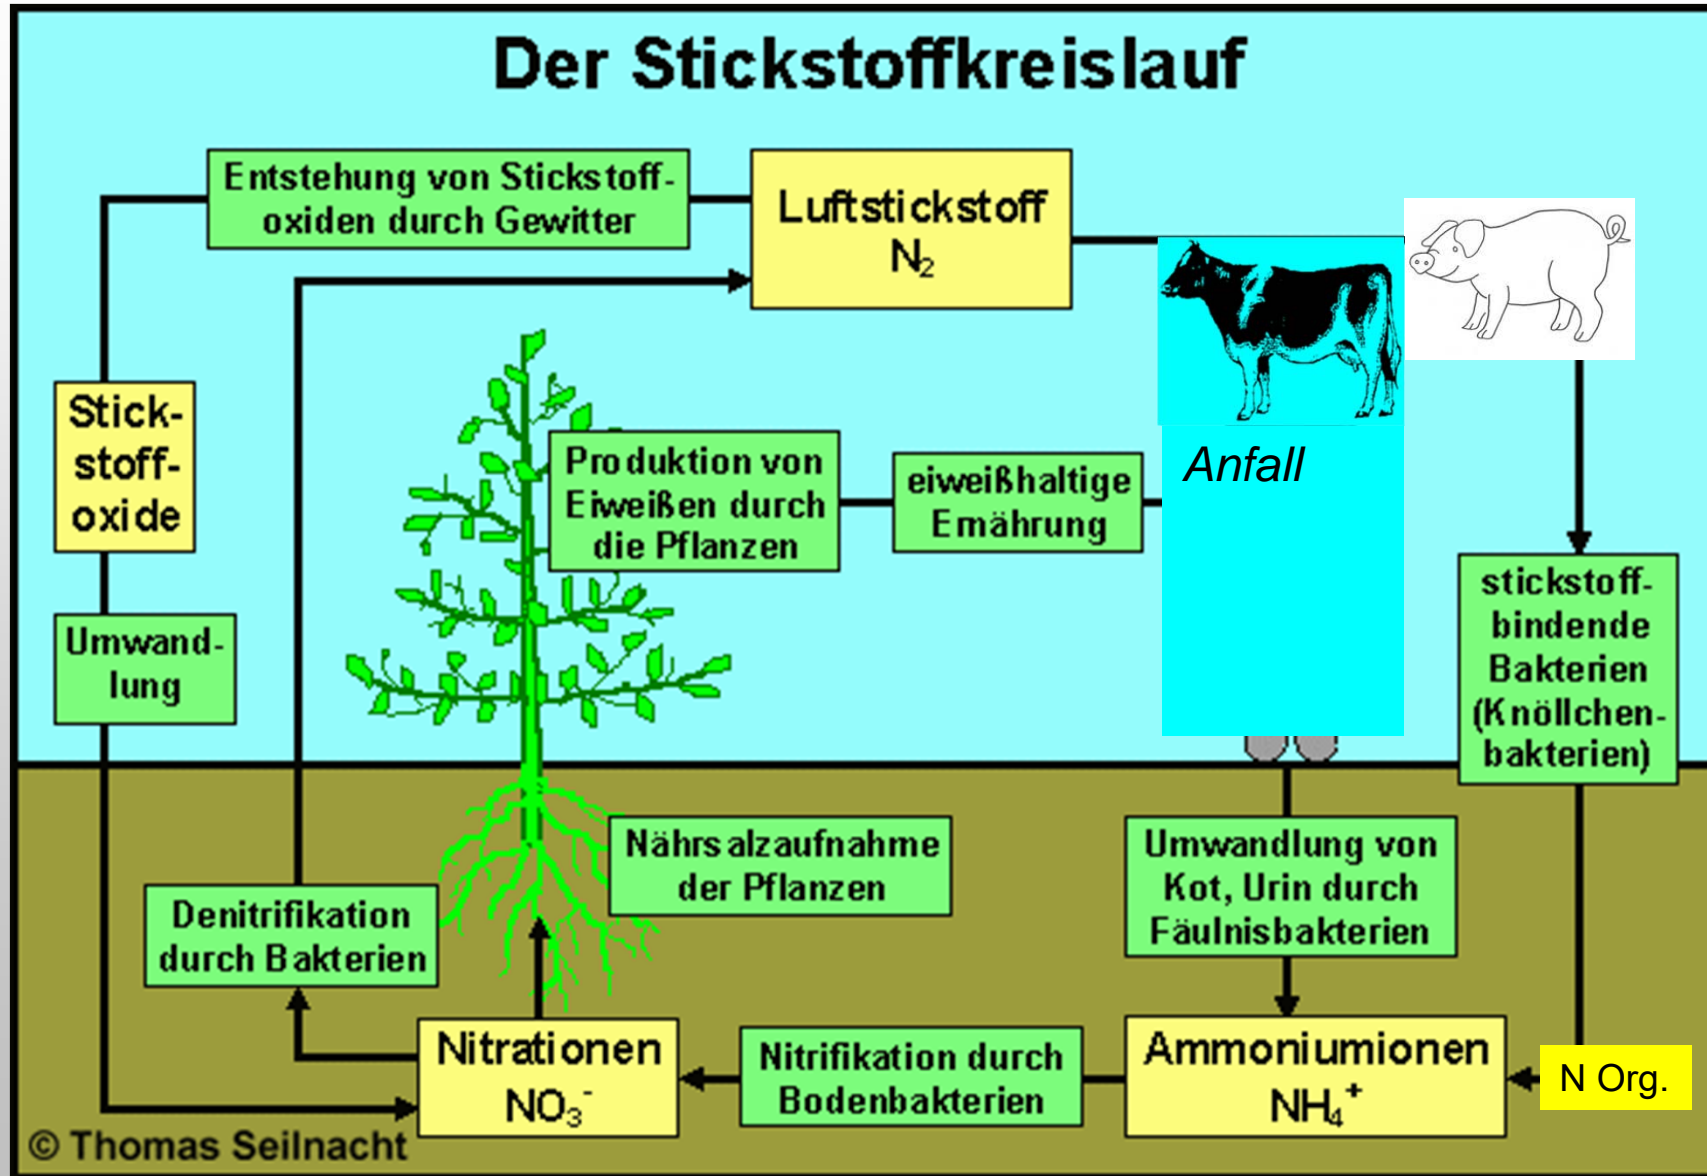 Der Stickstoffkreislauf
Entstehung von Stickstoff-
oxiden durch Gewitter
Luftstickstoff
N₂
Stick-
stoff-
oxide
Produktion von
Eiweißen durch
die Pflanzen
eiweißhaltige
Ernährung
Anfall
stickstoff-
bindende
Bakterien
(Knöllchen-
bakterien)
Umwand-
lung
Nährsalzaufnahme
der Pflanzen
Umwandlung von
Kot, Urin durch
Fäulnisbakterien
Denitrifikation
durch Bakterien
Nitrationen
NO₃⁻
Nitrifikation durch
Bodenbakterien
Ammoniumionen
NH₄⁺
N Org.
© Thomas Seilnacht